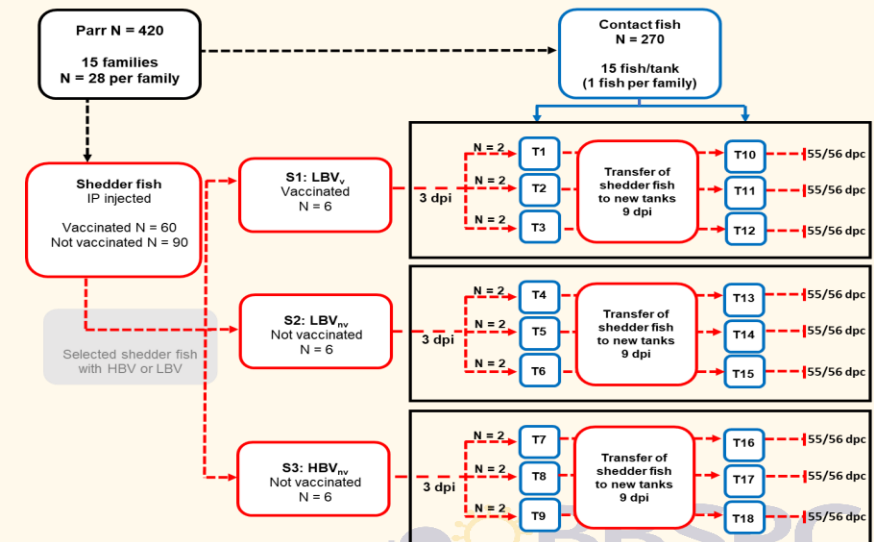 Parr N = 420
15 families
N = 28 per family
Contact fish
N = 270
15 fish/tank
(1 fish per family)
Shedder fish
IP injected
Vaccinated N = 60
Not vaccinated N = 90
Selected shedder fish
with HBV or LBV
S1: LBVv
Vaccinated
N = 6
3 dpi
N = 2
N = 2
N = 2
T1
T2
T3
Transfer of
shedder fish
to new tanks
9 dpi
T10
T11
T12
55/56 dpc
55/56 dpc
55/56 dpc
S2: LBVnv
Not vaccinated
N = 6
3 dpi
N = 2
N = 2
N = 2
T4
T5
T6
Transfer of
shedder fish
to new tanks
9 dpi
T13
T14
T15
55/56 dpc
55/56 dpc
55/56 dpc
S3: HBVnv
Not vaccinated
N = 6
3 dpi
N = 2
N = 2
N = 2
T7
T8
T9
Transfer of
shedder fish
to new tanks
9 dpi
T16
T17
T18
55/56 dpc
55/56 dpc
55/56 dpc